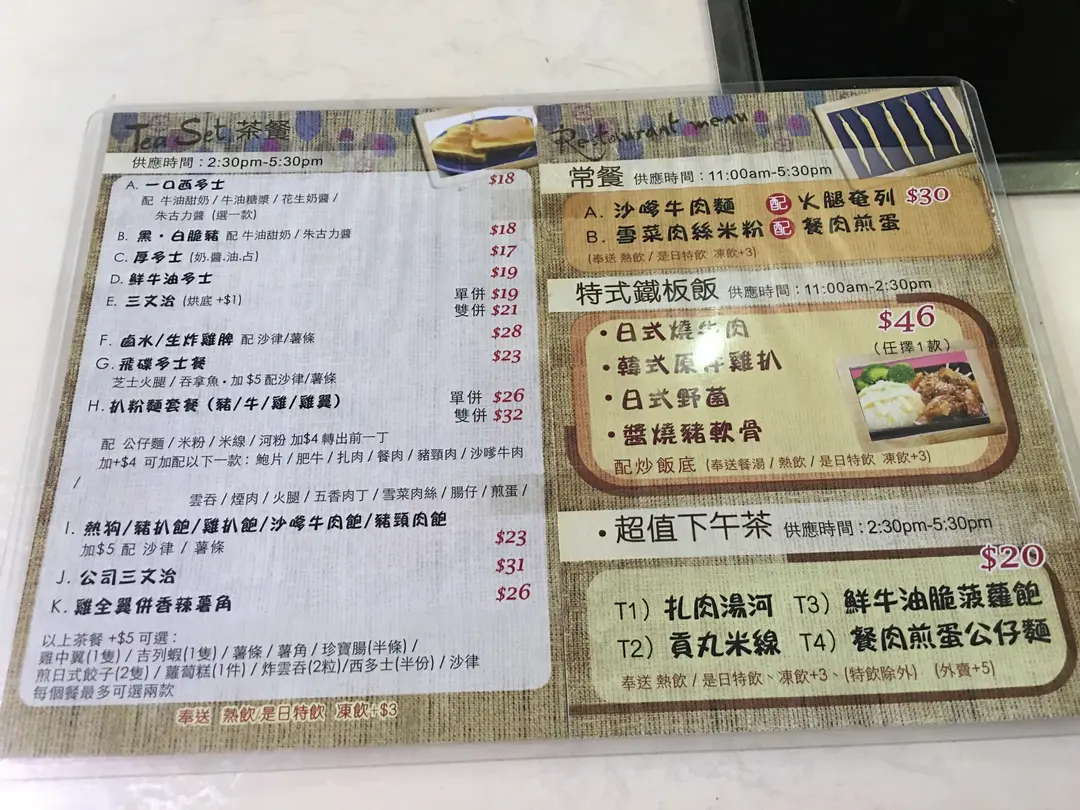 Tea Set 茶餐
供應時間：2:30pm-5:30pm
A. 一口西多士 $18
配 牛油甜奶 / 牛油糖漿 / 花生奶醬 /
朱古力醬 (選一款)
B. 黑·白脆豬 配 牛油甜奶 / 朱古力醬 $18
C. 厚多士 (奶.醬.油.占) $17
D. 鮮牛油多士 $19
E. 三文治 (烘底 +$1) 單併 $19
雙併 $21
F. 鹵水/生炸雞脾 配 沙律/薯條 $28
G. 飛碟多士餐 $23
芝士火腿 / 吞拿魚·加 $5 配沙律/薯條
H. 扒粉麵套餐 (豬/牛/雞/雞翼) 單併 $26
雙併 $32
配 公仔麵 / 米粉 / 米線 / 河粉 加$4 轉出前一丁
加+$4 可加配以下一款: 鮑片 / 肥牛 / 扎肉 / 餐肉 / 豬頸肉 / 沙嗲牛肉
/
雲吞 / 煙肉 / 火腿 / 五香肉丁 / 雪菜肉絲 / 腸仔 / 煎蛋 /
I. 熱狗/豬扒飽/雞扒飽/沙嗲牛肉飽/豬頸肉飽
加$5 配 沙律 / 薯條 $23
J. 公司三文治 $31
K. 雞全翼併香辣薯角 $26
以上茶餐 +$5 可選：
雞中翼(1隻) / 吉列蝦(1隻) / 薯條 / 薯角 / 珍寶腸(半條) /
煎日式餃子(2隻) / 蘿蔔糕(1件) / 炸雲吞(2粒)/西多士(半份) / 沙律
每個餐最多可選兩款
奉送 熱飲/是日特飲 凍飲+$3
Restaurant menu
常餐 供應時間：11:00am-5:30pm
A. 沙嗲牛肉麵 配 火腿奄列 $30
B. 雪菜肉絲米粉 配 餐肉煎蛋
(奉送 熱飲 / 是日特飲 凍飲+3)
特式鐵板飯 供應時間：11:00am-2:30pm
·日式燒牛肉 $46
(任擇1款)
·韓式原汁雞扒
·日式野菌
·醬燒豬軟骨
配炒飯底 (奉送餐湯 / 熱飲 / 是日特飲 凍飲+3)
·超值下午茶 供應時間：2:30pm-5:30pm
$20
T1) 扎肉湯河 T3) 鮮牛油脆菠蘿飽
T2) 貢丸米線 T4) 餐肉煎蛋公仔麵
奉送 熱飲 / 是日特飲、凍飲+3、(特飲除外) (外賣+5)